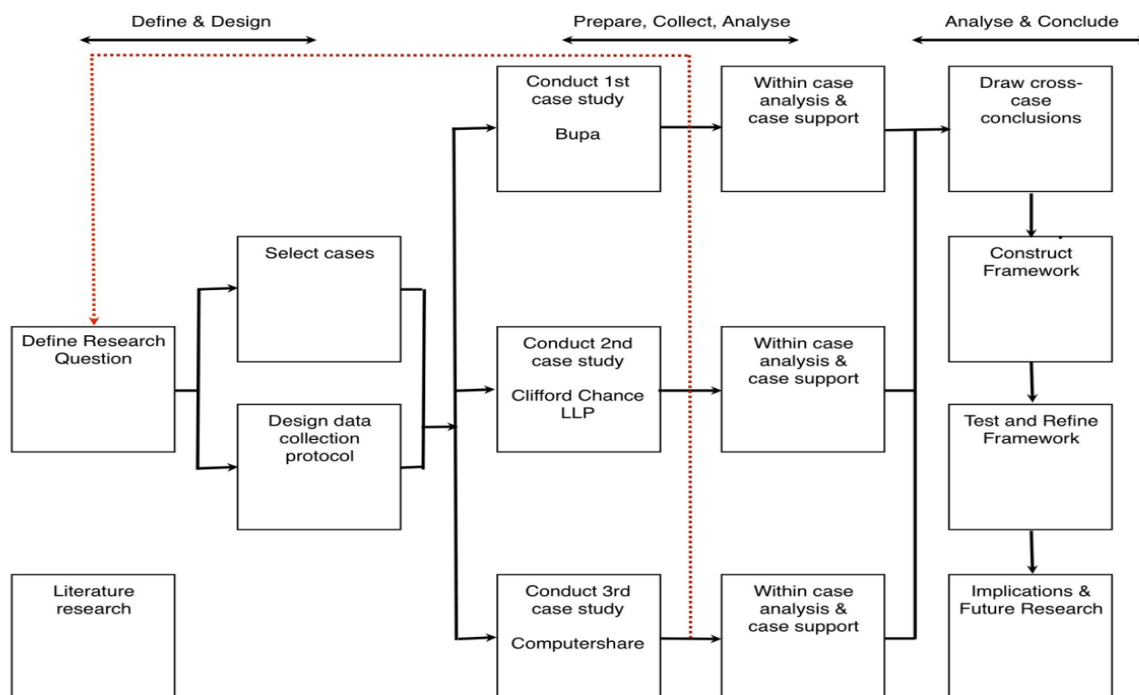 Define & Design
Prepare, Collect, Analyse
Analyse & Conclude
Conduct 1st
case study
Bupa
Within case
analysis &
case support
Draw cross-
case
conclusions
Select cases
Construct
Framework
Define Research
Question
Conduct 2nd
case study
Clifford Chance
LLP
Within case
analysis &
case support
Design data
collection
protocol
Test and Refine
Framework
Literature
research
Conduct 3rd
case study
Computershare
Within case
analysis &
case support
Implications &
Future Research